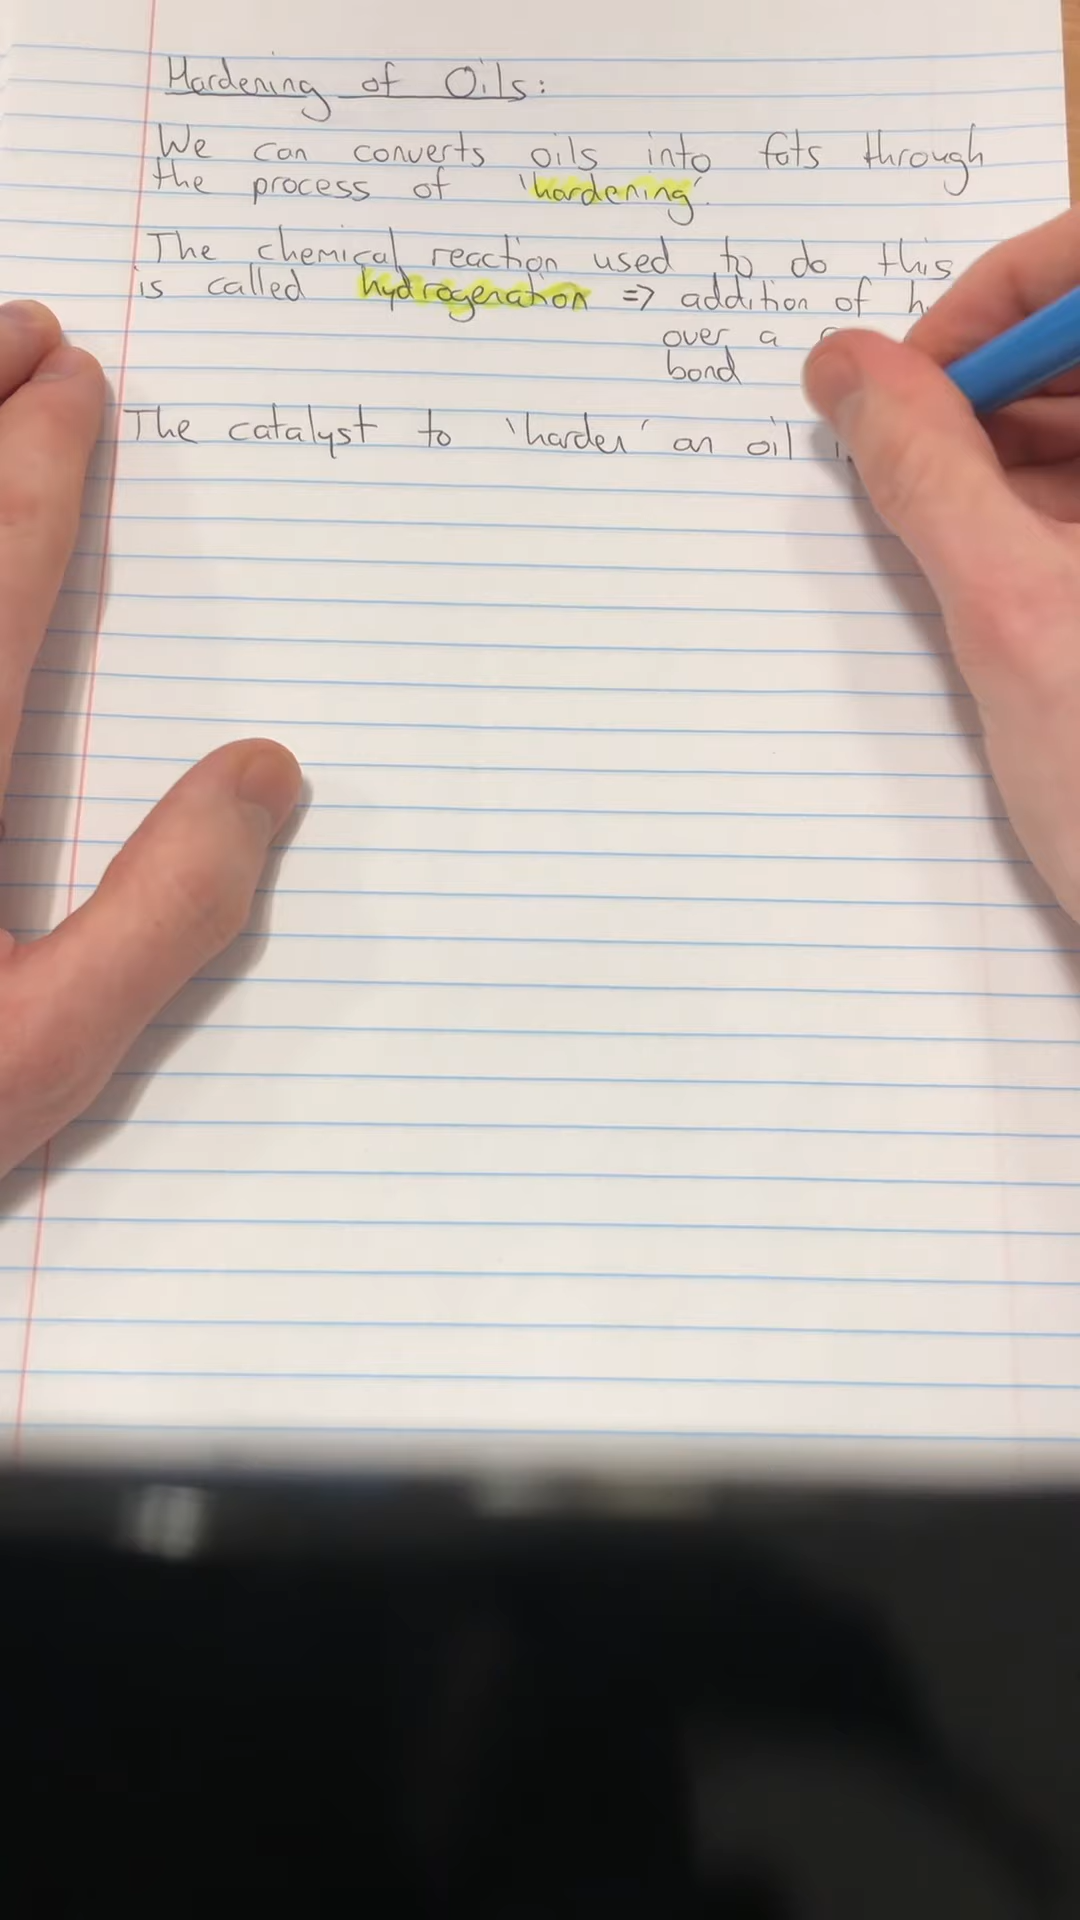 Hardening of Oils:
We can converts oils into fats through
the process of 'hardening'.
The chemical reaction used to do this
is called hydrogenation => addition of
over a
bond
The catalyst to 'harden' an oil